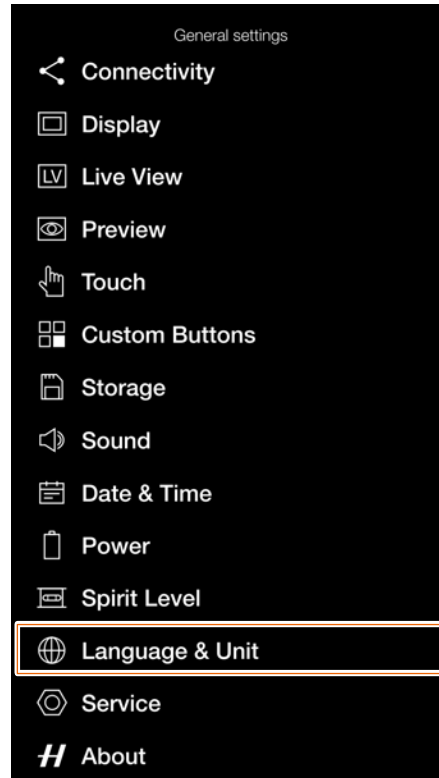 General settings
Connectivity
Display
LV Live View
Preview
Touch
Custom Buttons
Storage
Sound
Date & Time
Power
Spirit Level
Language & Unit
Service
H About